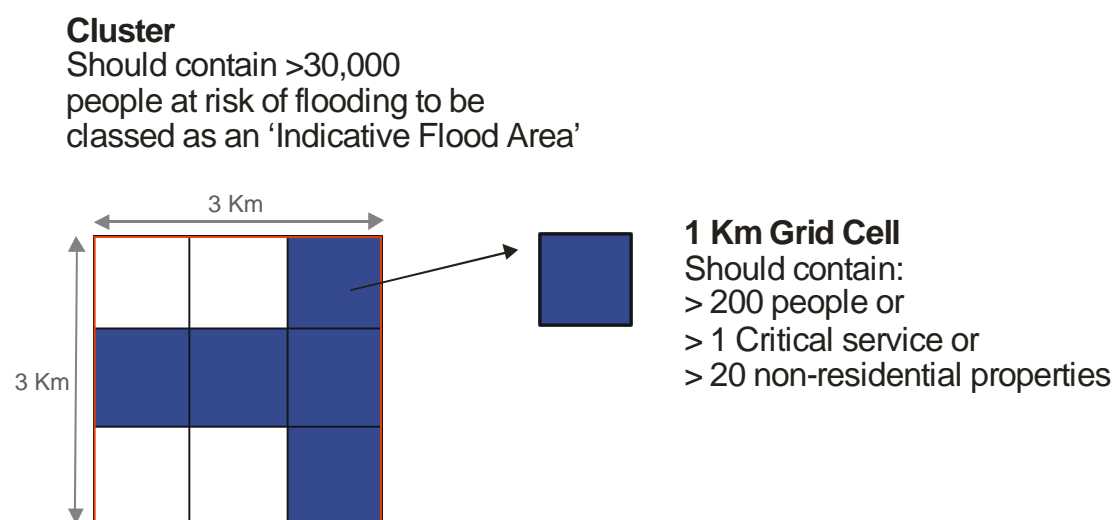 Cluster
Should contain >30,000
people at risk of flooding to be
classed as an ‘Indicative Flood Area’
3 Km
3 Km
1 Km Grid Cell
Should contain:
> 200 people or
> 1 Critical service or
> 20 non-residential properties